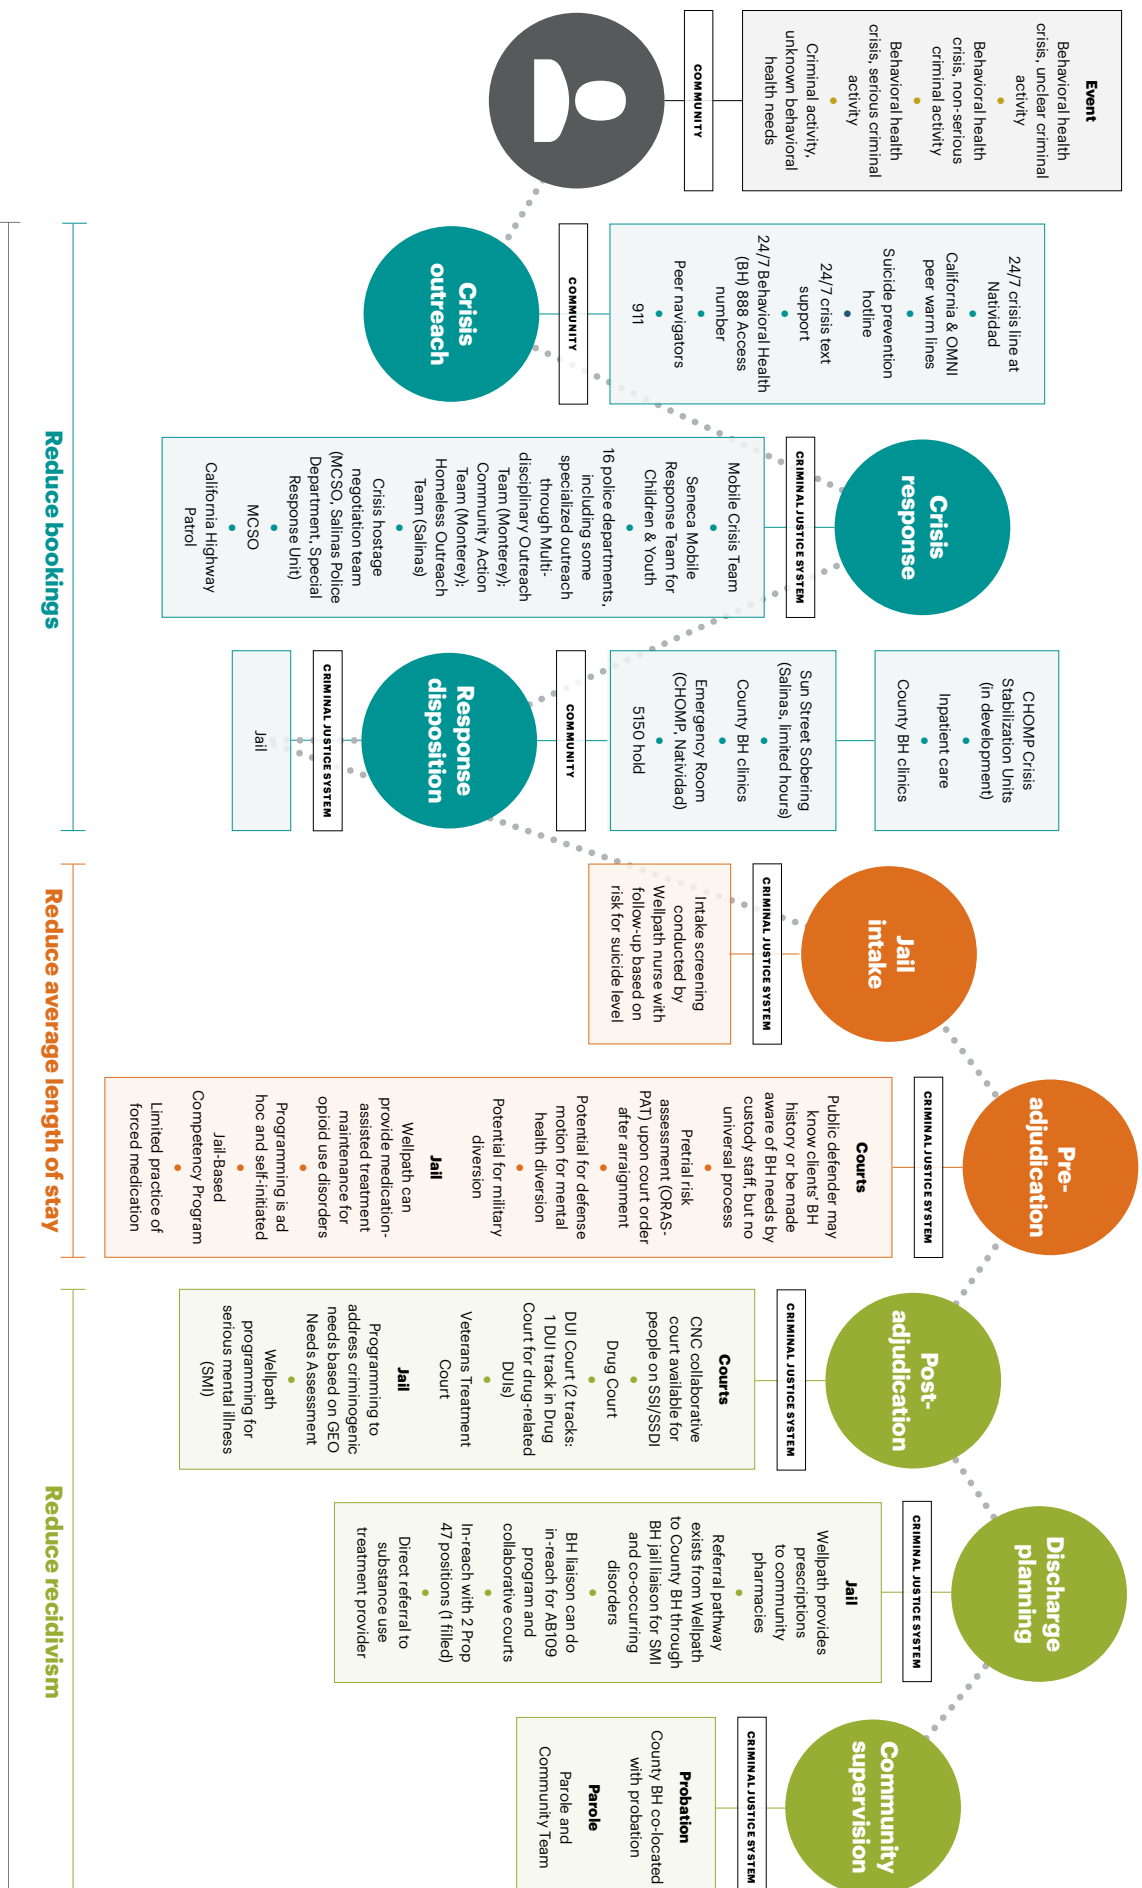 Event
Behavioral health
crisis, unclear criminal
activity
Behavioral health
crisis, non-serious
criminal activity
Behavioral health
crisis, serious criminal
activity
Criminal activity,
unknown behavioral
health needs
COMMUNITY
24/7 crisis line at
Natividad
California & OMNI
peer warm lines
Suicide prevention
hotline
24/7 crisis text
support
24/7 Behavioral Health
(BH) 888 Access
number
Peer navigators
911
COMMUNITY
Crisis
outreach
Crisis
response
CRIMINAL JUSTICE SYSTEM
Mobile Crisis Team
Seneca Mobile
Response Team for
Children & Youth
16 police departments,
including some
specialized outreach
through Multi-
disciplinary Outreach
Team (Monterey);
Community Action
Team (Monterey);
Homeless Outreach
Team (Salinas)
Crisis hostage
negotiation team
(MCSO, Salinas Police
Department, Special
Response Unit)
MCSO
California Highway
Patrol
CHOMP Crisis
Stabilization Units
(in development)
Inpatient care
County BH clinics
Sun Street Sobering
(Salinas, limited hours)
County BH clinics
Emergency Room
(CHOMP, Natividad)
5150 hold
COMMUNITY
Response
disposition
CRIMINAL JUSTICE SYSTEM
Jail
Reduce bookings
Jail
intake
CRIMINAL JUSTICE SYSTEM
Intake screening
conducted by
Wellpath nurse with
follow-up based on
risk for suicide level
Pre-
adjudication
CRIMINAL JUSTICE SYSTEM
Courts
Public defender may
know clients' BH
history or be made
aware of BH needs by
custody staff, but no
universal process
Pretrial risk
assessment (ORAS-
PAT) upon court order
after arraignment
Potential for defense
motion for mental
health diversion
Potential for military
diversion
Jail
Wellpath can
provide medication-
assisted treatment
maintenance for
opioid use disorders
Programming is ad
hoc and self-initiated
Jail-Based
Competency Program
Limited practice of
forced medication
Reduce average length of stay
Post-
adjudication
CRIMINAL JUSTICE SYSTEM
Courts
CNC collaborative
court available for
people on SSI/SSDI
Drug Court
DUI Court (2 tracks:
1 DUI track in Drug
Court for drug-related
DUIs)
Veterans Treatment
Court
Jail
Programming to
address criminogenic
needs based on GEO
Needs Assessment
Wellpath
programming for
serious mental illness
(SMI)
Discharge
planning
CRIMINAL JUSTICE SYSTEM
Jail
Wellpath provides
prescriptions
to community
pharmacies
Referral pathway
exists from Wellpath
to County BH through
BH jail liaison for SMI
and co-occurring
disorders
BH liaison can do
in-reach for AB109
program and
collaborative courts
In-reach with 2 Prop
47 positions (1 filled)
Direct referral to
substance use
treatment provider
Community
supervision
CRIMINAL JUSTICE SYSTEM
Probation
County BH co-located
with probation
Parole
Parole and
Community Team
Reduce recidivism